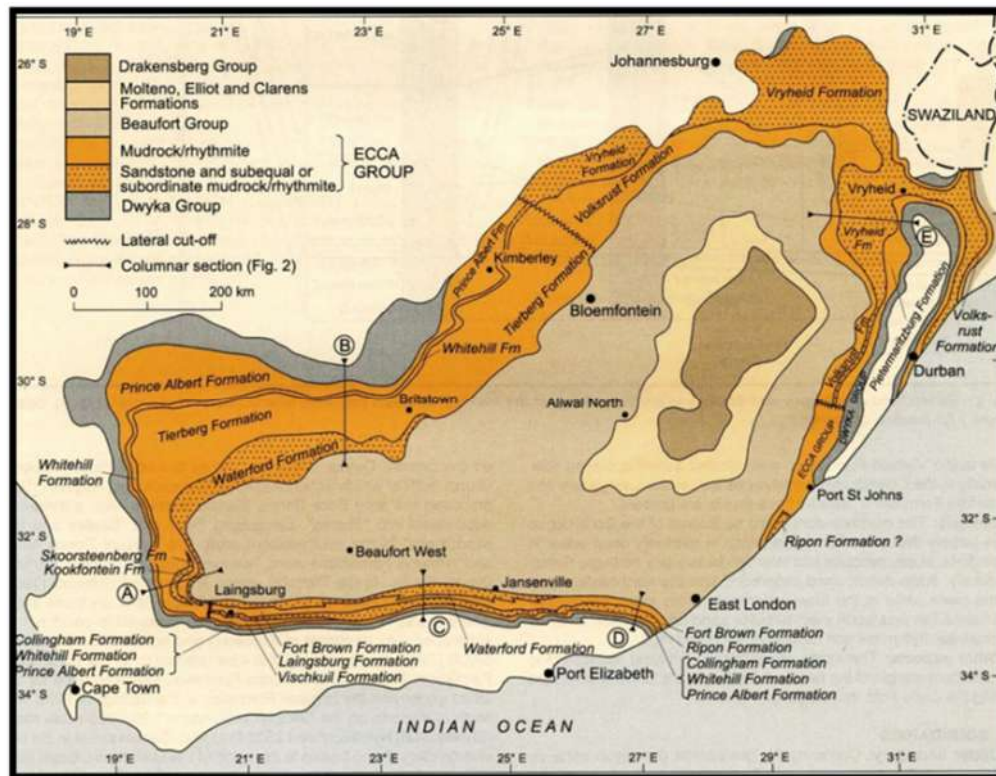 19° E
21° E
23° E
25° E
27° E
29° E
31° E
26° S
28° S
30° S
32° S
34° S
Drakensberg Group
Molteno, Elliot and Clarens
Formations
Beaufort Group
Mudrock/rhythmite
Sandstone and subequal or
subordinate mudrock/rhythmite
ECCA
GROUP
Dwyka Group
Lateral cut-off
Columnar section (Fig. 2)
0 100 200 km
Johannesburg
Vryheid Formation
SWAZILAND
Vryheid
Formation
Volksrust Formation
Vryheid
Vryheid
Fm
E
Prince Albert Fm
Kimberley
Tierberg Formation
Bloemfontein
Pietermaritzburg Formation
Volks-
rust
Formation
B
Whitehill Fm
Prince Albert Formation
Britstown
Tierberg Formation
Aliwal North
Volksrust Fm
Durban
DWYKA GROUP
ECCA GROUP
Waterford Formation
Whitehill
Formation
Port St Johns
32° S
Ripon Formation ?
Beaufort West
Skoorsteenberg Fm
Kookfontein Fm
A
Laingsburg
Jansenville
East London
C
D
Collingham Formation
Whitehill Formation
Prince Albert Formation
Fort Brown Formation
Laingsburg Formation
Vischkuil Formation
Waterford Formation
Fort Brown Formation
Ripon Formation
Collingham Formation
Whitehill Formation
Prince Albert Formation
34° S
Port Elizabeth
Cape Town
INDIAN OCEAN
19° E
21° E
23° E
25° E
27° E
29° E
31° E